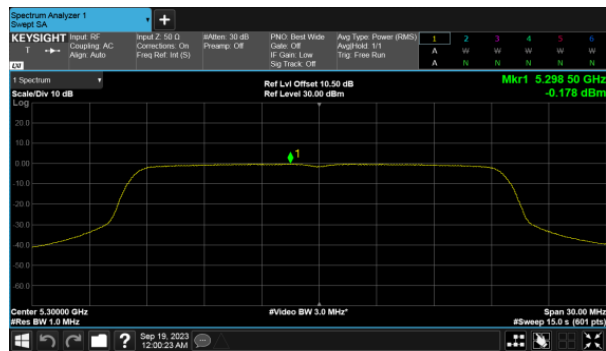 Spectrum Analyzer 1
Swept SA
+
KEYSIGHT Input: RF Input Z: 50 Ω #Atten: 30 dB PNO: Best Wide Avg Type: Power (RMS) 1 2 3 4 5 6
T Coupling: AC Corrections: On Preamp: Off Gate: Off Avg|Hold: 1/1 A W W W W W
Align: Auto Freq Ref: Int (S) IF Gain: Low Trig: Free Run A N N N N N
LXI Sig Track: Off
1 Spectrum Ref Lvl Offset 10.50 dB Mkr1 5.298 50 GHz
Scale/Div 10 dB Ref Level 30.00 dBm -0.178 dBm
Log
20.0
10.0
1
0.00
-10.0
-20.0
-30.0
-40.0
-50.0
-60.0
Center 5.30000 GHz #Video BW 3.0 MHz* Span 30.00 MHz
#Res BW 1.0 MHz #Sweep 15.0 s (601 pts)
? Sep 19, 2023
12:00:23 AM